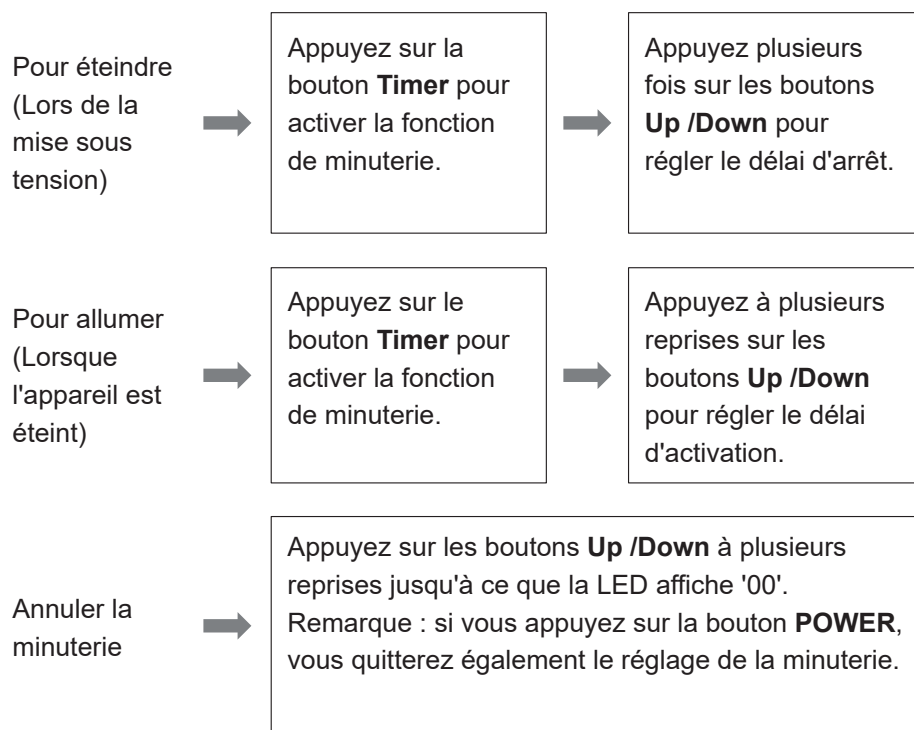 Pour éteindre
(Lors de la
mise sous
tension)
Appuyez sur la
bouton Timer pour
activer la fonction
de minuterie.
Appuyez plusieurs
fois sur les boutons
Up /Down pour
régler le délai d'arrêt.
Pour allumer
(Lorsque
l'appareil est
éteint)
Appuyez sur le
bouton Timer pour
activer la fonction
de minuterie.
Appuyez à plusieurs
reprises sur les
boutons Up /Down
pour régler le délai
d'activation.
Annuler la
minuterie
Appuyez sur les boutons Up /Down à plusieurs
reprises jusqu'à ce que la LED affiche '00'.
Remarque : si vous appuyez sur la bouton POWER,
vous quitterez également le réglage de la minuterie.